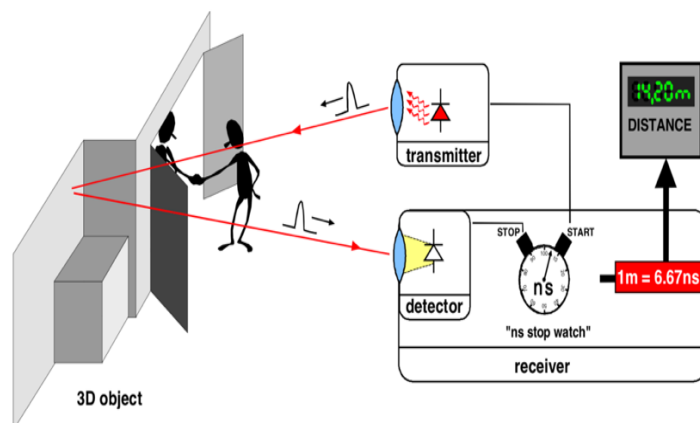 14,20m
DISTANCE
transmitter
STOP
START
ns
1m = 6.67ns
detector
"ns stop watch"
receiver
3D object